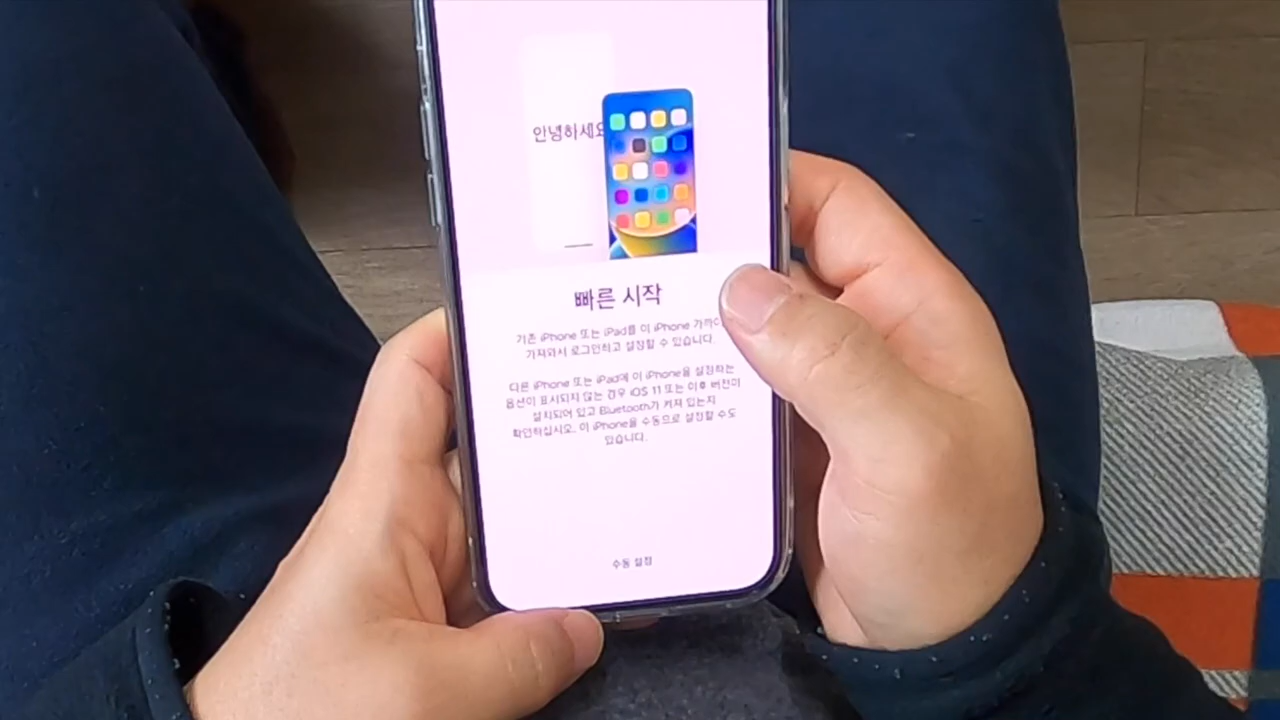 안녕하세요
빠른 시작
기존 iPhone 또는 iPad를 이 iPhone 가까이
가져와서 로그인하고 설정할 수 있습니다.
다른 iPhone 또는 iPad에 이 iPhone을 설정하는
옵션이 표시되지 않는 경우 iOS 11 또는 이후 버전이
설치되어 있고 Bluetooth가 켜져 있는지
확인하십시오. 이 iPhone을 수동으로 설정할 수도
있습니다.
수동 설정